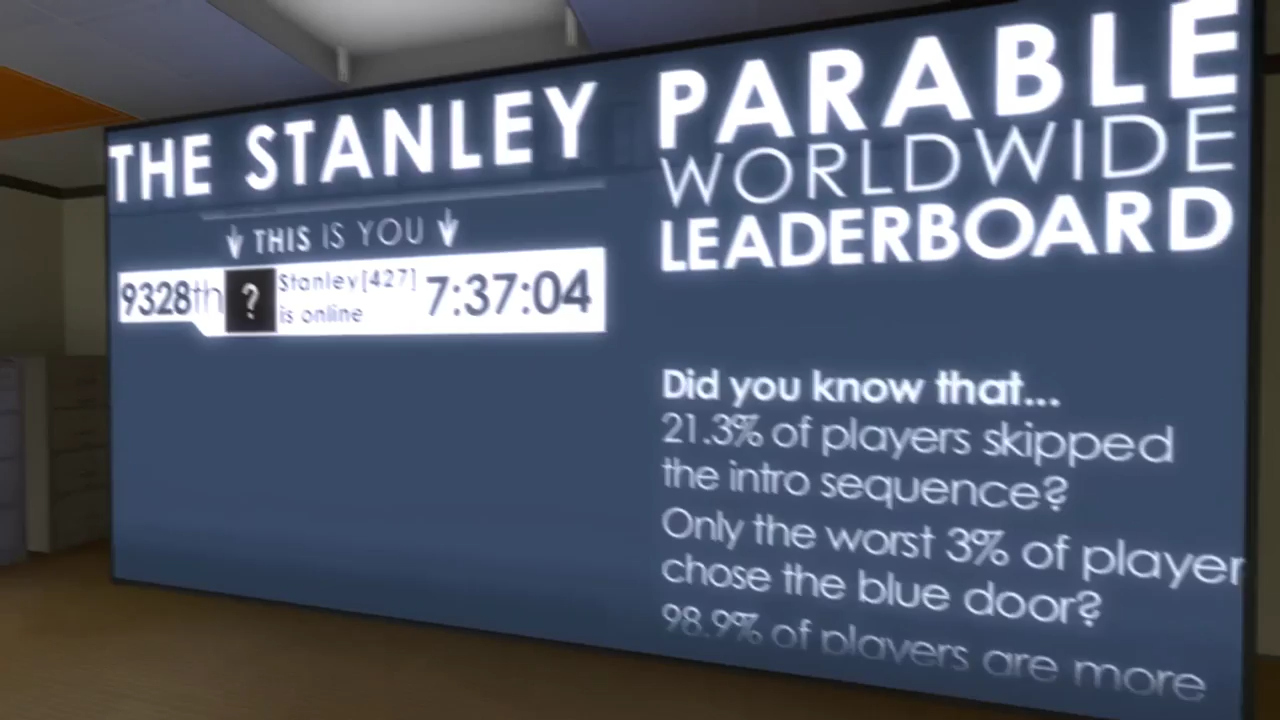 THE STANLEY PARABLE
WORLDWIDE
LEADERBOARD
THIS IS YOU
9328th ? Stanley[427] is online 7:37:04
Did you know that...
21.3% of players skipped
the intro sequence?
Only the worst 3% of player
chose the blue door?
98.9% of players are more